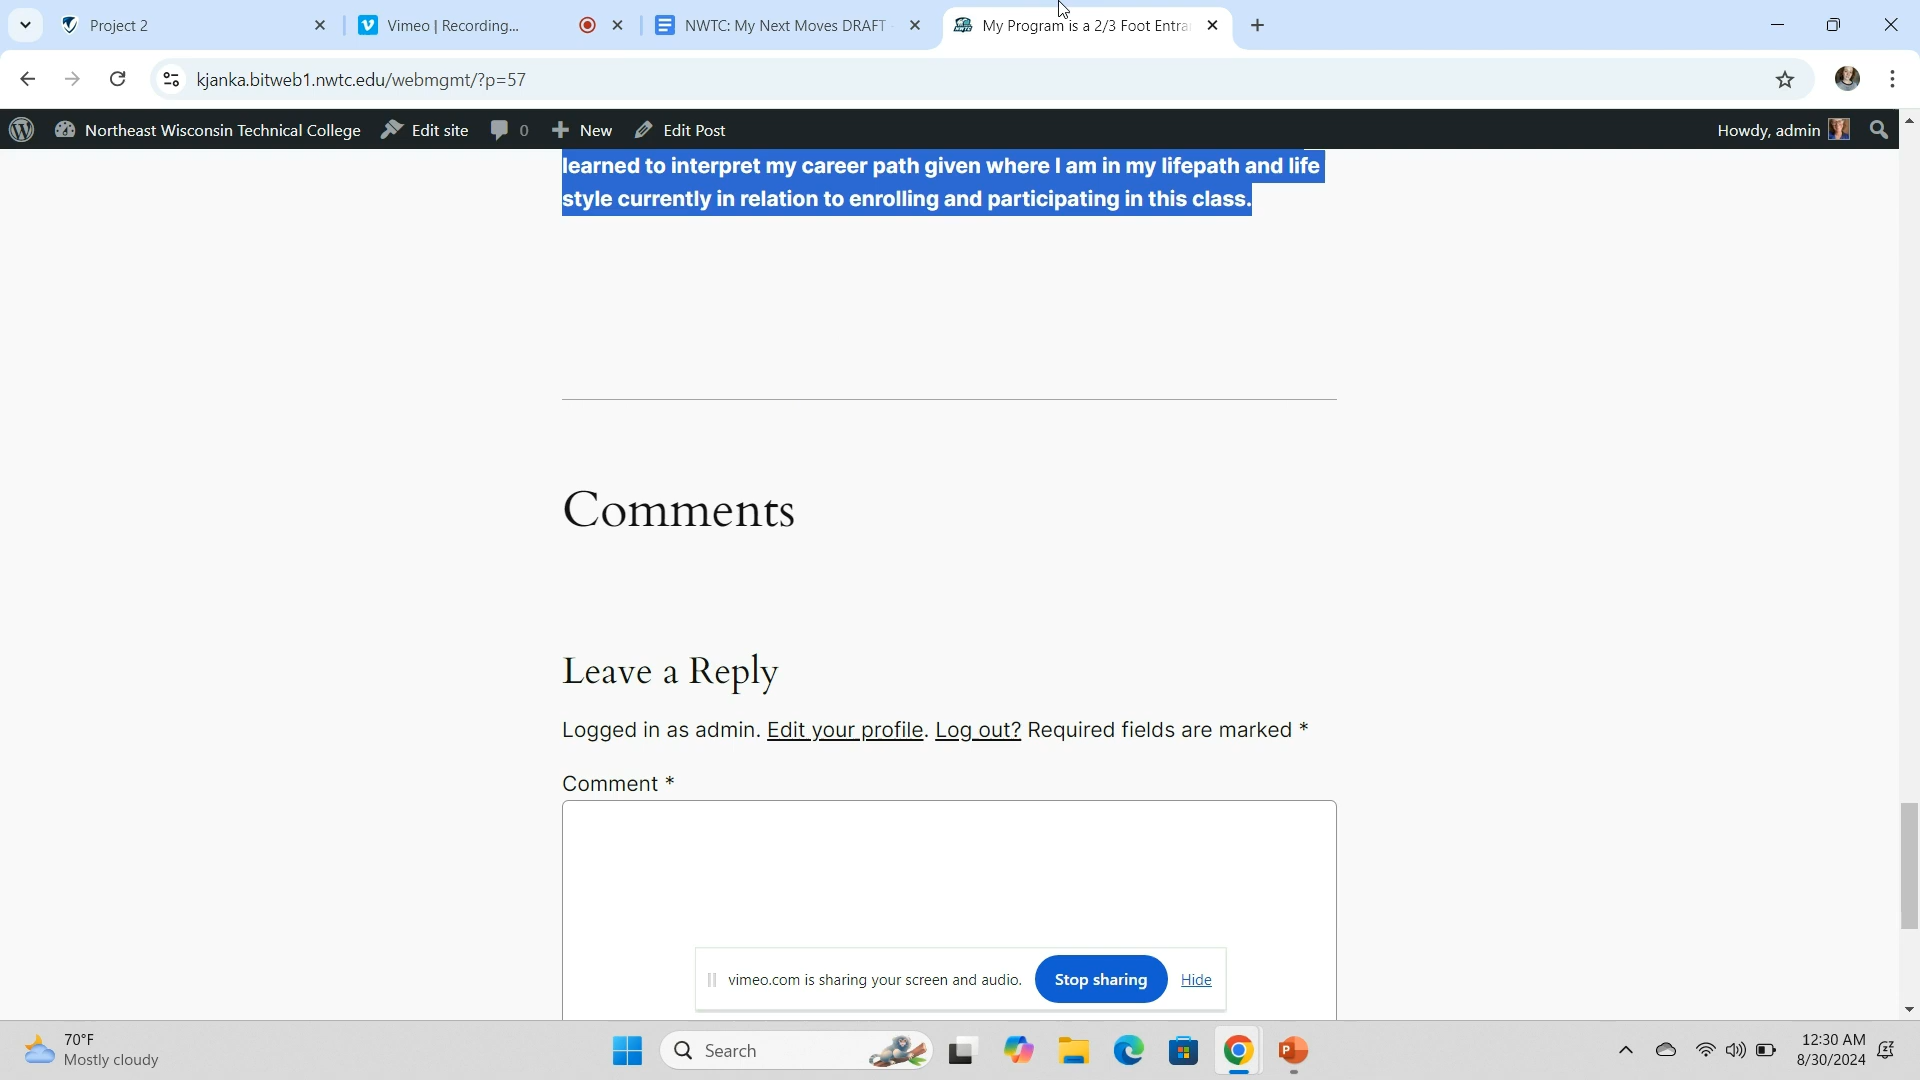 Project 2
Vimeo | Recording...
NWTC: My Next Moves DRAFT
My Program is a 2/3 Foot Entra
kjanka.bitweb1.nwtc.edu/webmgmt/?p=57
Northeast Wisconsin Technical College
Edit site
0
New
Edit Post
Howdy, admin
learned to interpret my career path given where I am in my lifepath and life
style currently in relation to enrolling and participating in this class.
Comments
Leave a Reply
Logged in as admin. Edit your profile. Log out? Required fields are marked *
Comment *
vimeo.com is sharing your screen and audio.
Stop sharing
Hide
70°F
Mostly cloudy
Search
12:30 AM
8/30/2024